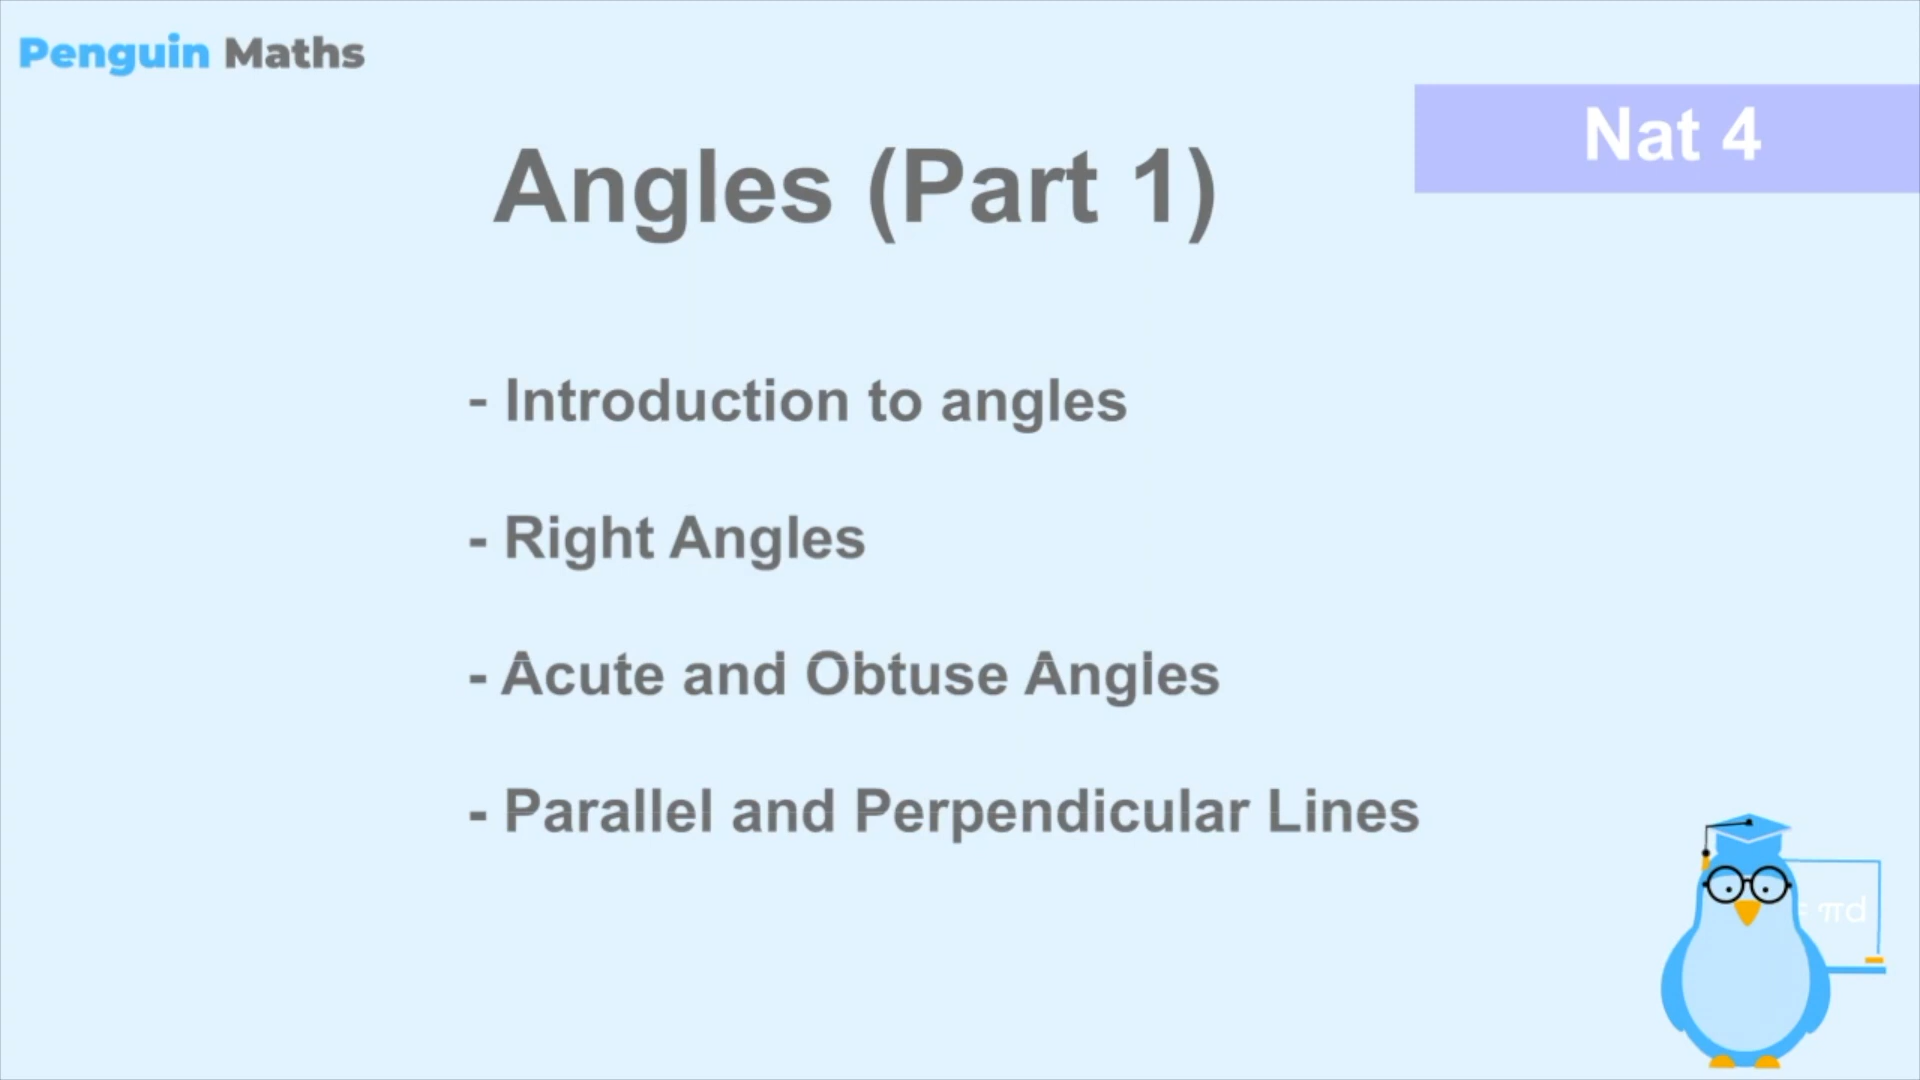 Penguin Maths
Nat 4
Angles (Part 1)
- Introduction to angles
- Right Angles
- Acute and Obtuse Angles
- Parallel and Perpendicular Lines
= πd